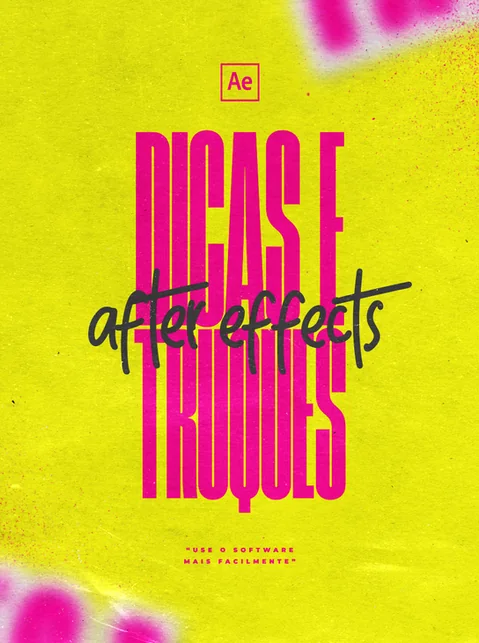 Ae
DICAS E
after effects
TRUQUES
"USE O SOFTWARE
MAIS FACILMENTE"